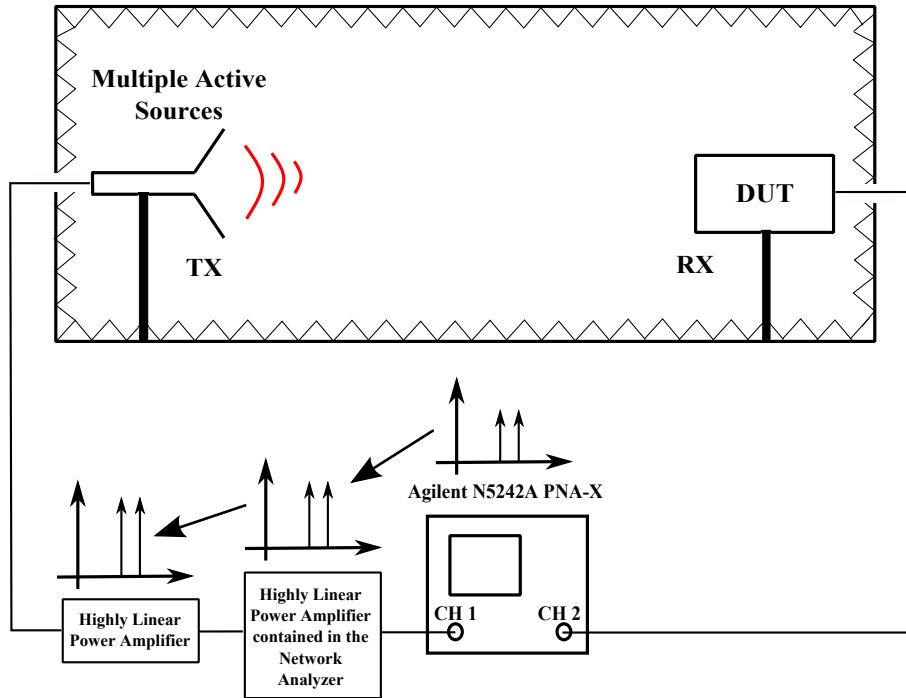 Multiple Active
Sources
TX
DUT
RX
Agilent N5242A PNA-X
CH 1
CH 2
Highly Linear
Power Amplifier
contained in the
Network
Analyzer
Highly Linear
Power Amplifier